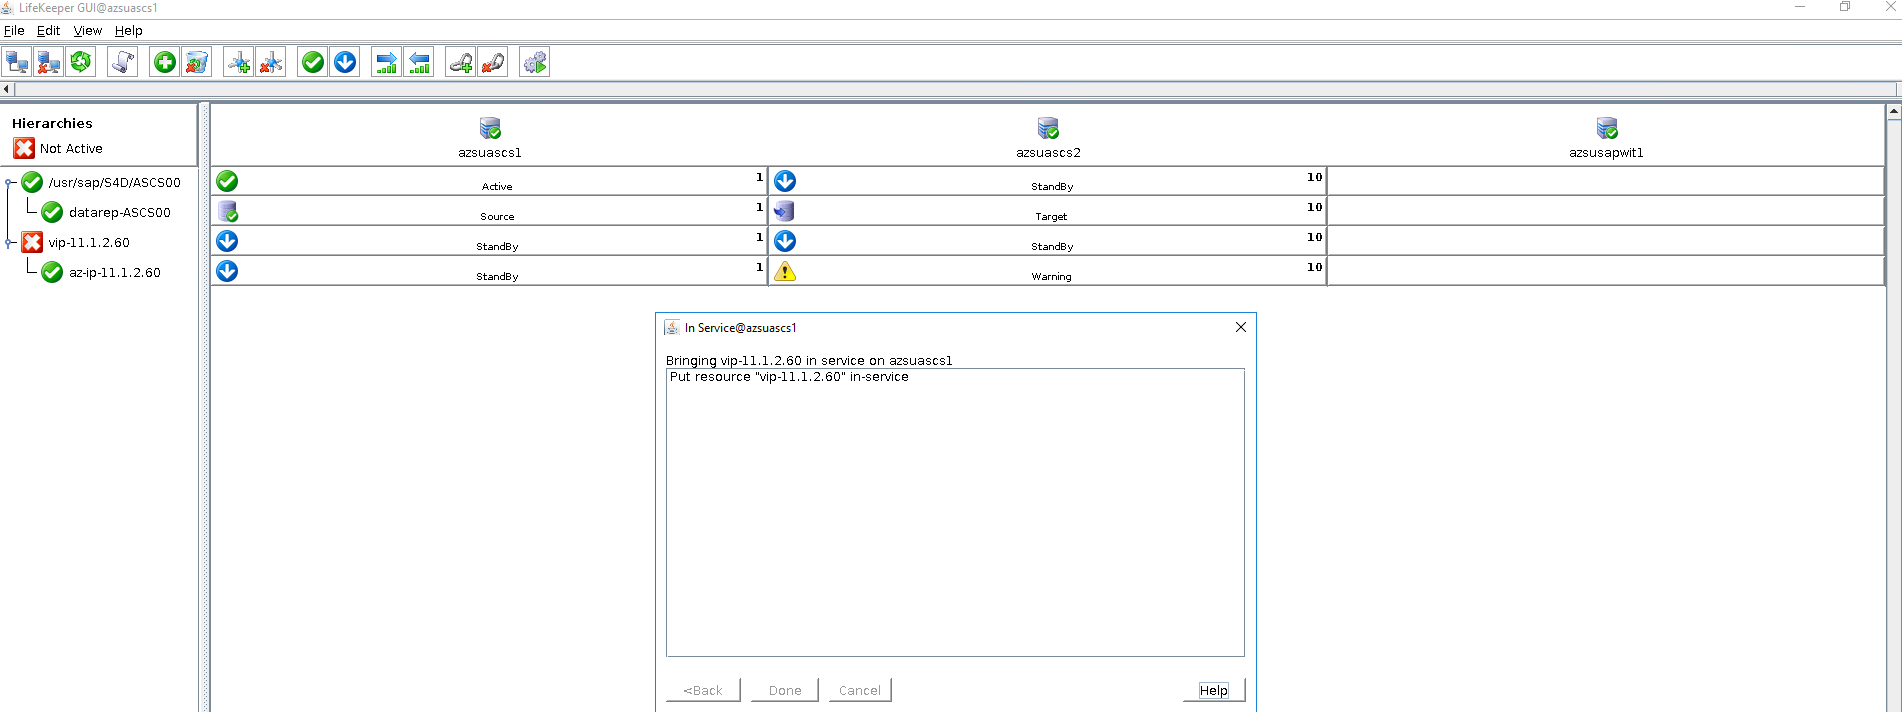 LifeKeeper GUI@azsuascs1
File Edit View Help
Hierarchies
Not Active
azsuascs1 azsuascs2 azsusapwit1
/usr/sap/S4D/ASCS00 Active 1 StandBy 10
datarep-ASCS00 Source 1 Target 10
vip-11.1.2.60 StandBy 1 StandBy 10
az-ip-11.1.2.60 StandBy 1 Warning 10
In Service@azsuascs1
Bringing vip-11.1.2.60 in service on azsuascs1
Put resource "vip-11.1.2.60" in-service
<Back Done Cancel Help